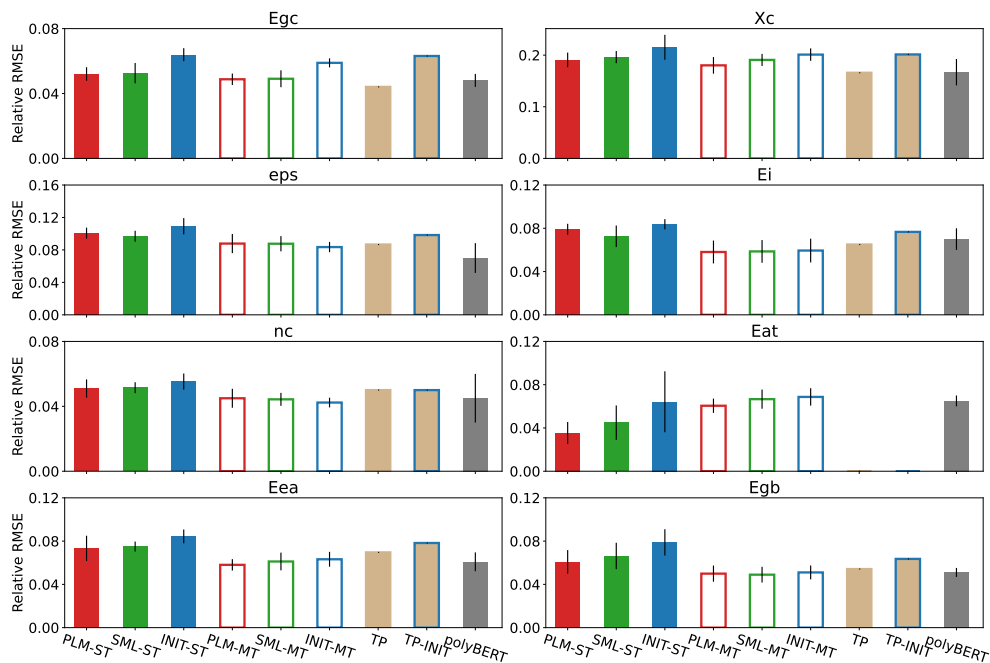 Egc
Relative RMSE
0.08
0.04
0.00
Xc
0.2
0.1
0.0
eps
Relative RMSE
0.16
0.12
0.08
0.04
0.00
Ei
0.12
0.08
0.04
0.00
nc
Relative RMSE
0.08
0.04
0.00
Eat
0.12
0.08
0.04
0.00
Eea
Relative RMSE
0.12
0.08
0.04
0.00
PLM-ST
SML-ST
INIT-ST
PLM-MT
SML-MT
INIT-MT
TP
TP-INIT
polyBERT
Egb
0.12
0.08
0.04
0.00
PLM-ST
SML-ST
INIT-ST
PLM-MT
SML-MT
INIT-MT
TP
TP-INIT
polyBERT